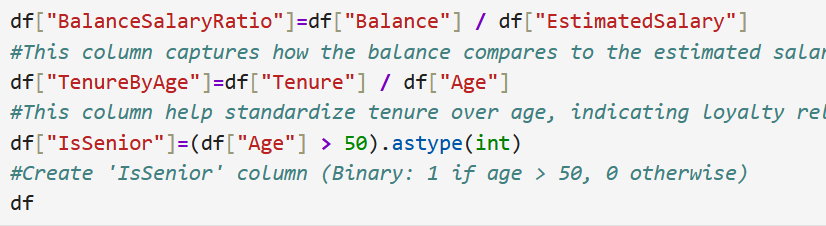 df["BalanceSalaryRatio"]=df["Balance"] / df["EstimatedSalary"]
#This column captures how the balance compares to the estimated
df["TenureByAge"]=df["Tenure"] / df["Age"]
#This column help standardize tenure over age, indicating loyalty
df["IsSenior"]=(df["Age"] > 50).astype(int)
#Create 'IsSenior' column (Binary: 1 if age > 50, 0 otherwise)
df